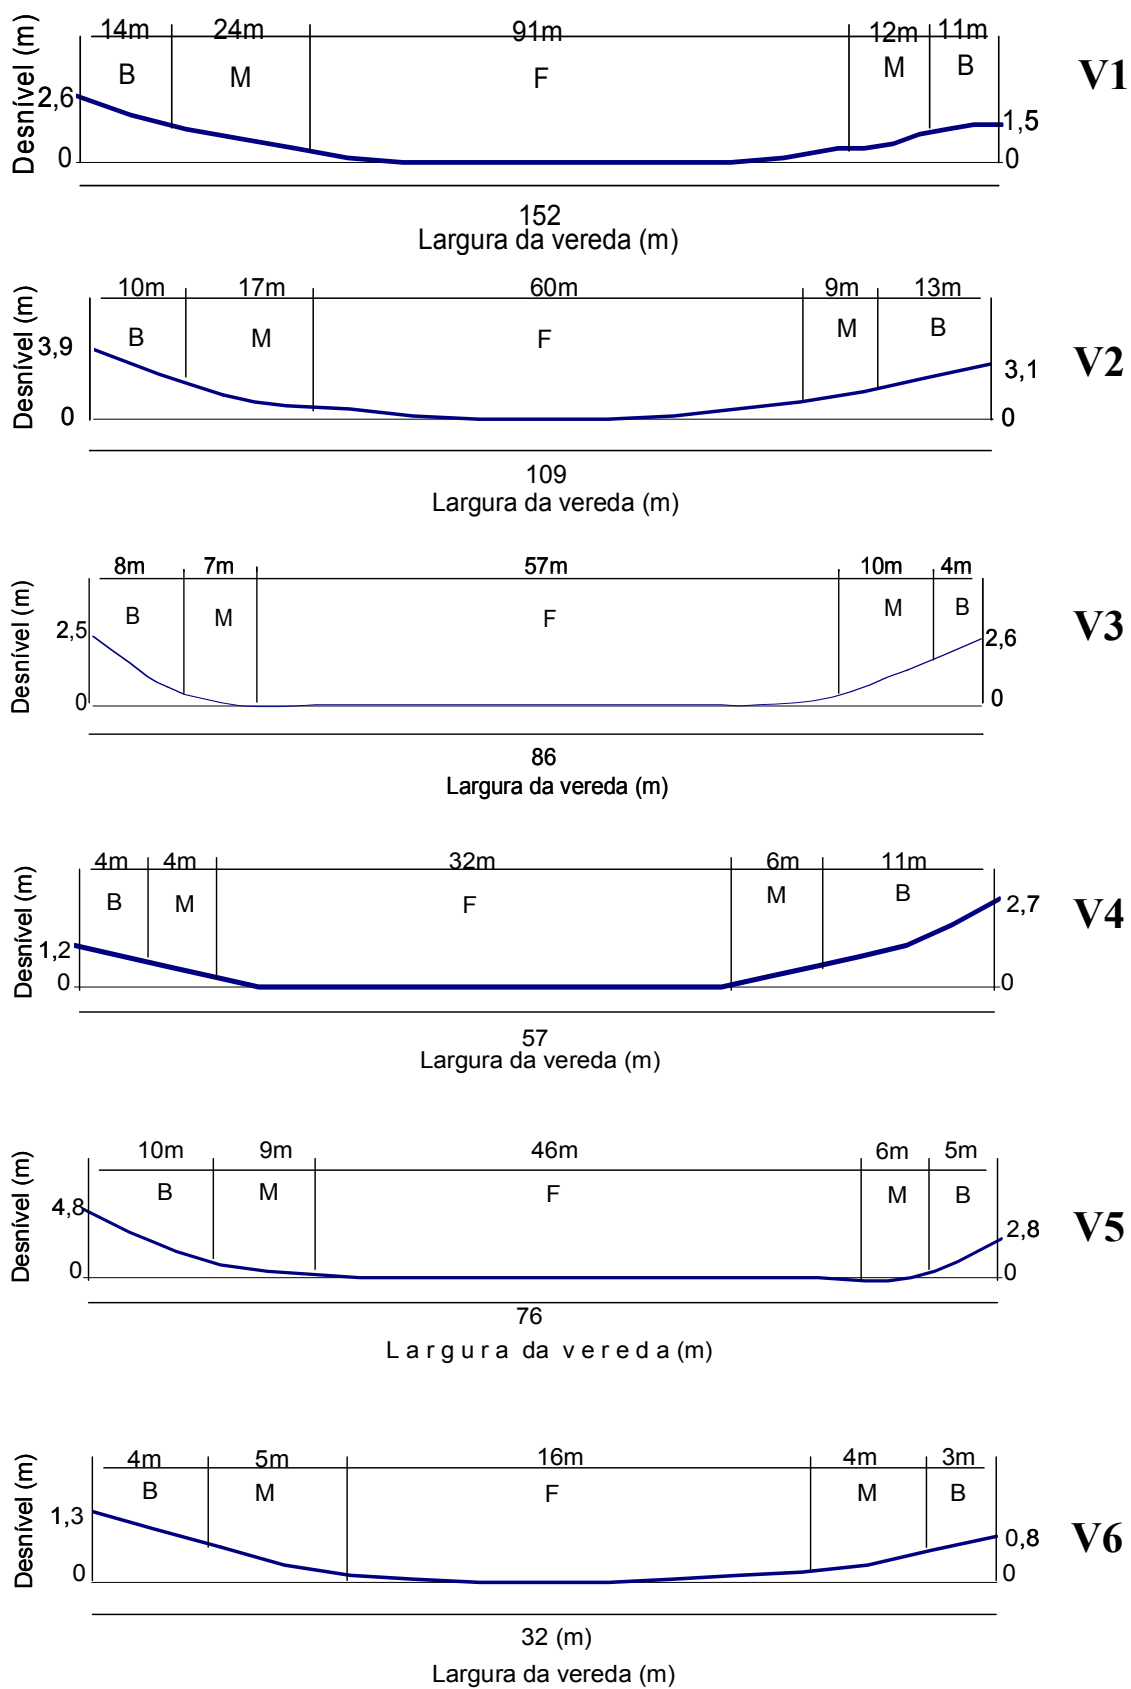 14m 24m 91m 12m 11m
B M F M B
V1
Desnível (m)
2,6
0
1,5
0
152
Largura da vereda (m)
10m 17m 60m 9m 13m
B M F M B
V2
Desnível (m)
3,9
0
3,1
0
109
Largura da vereda (m)
8m 7m 57m 10m 4m
B M F M B
V3
Desnível (m)
2,5
0
2,6
0
86
Largura da vereda (m)
4m 4m 32m 6m 11m
B M F M B
V4
Desnível (m)
1,2
0
2,7
0
57
Largura da vereda (m)
10m 9m 46m 6m 5m
B M F M B
V5
Desnível (m)
4,8
0
2,8
0
76
Largura da vereda (m)
4m 5m 16m 4m 3m
B M F M B
V6
Desnível (m)
1,3
0
0,8
0
32 (m)
Largura da vereda (m)